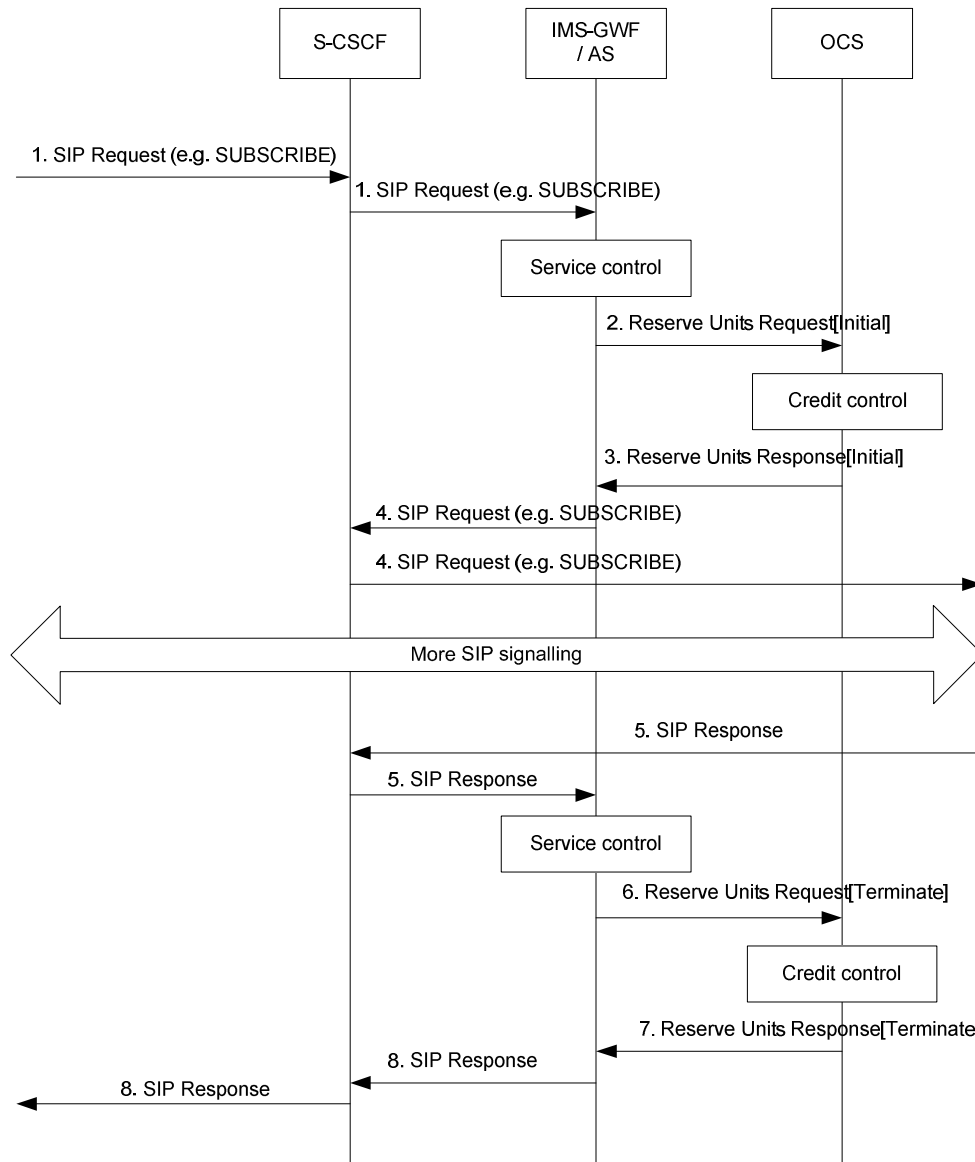 S-CSCF
IMS-GWF
/ AS
OCS
1. SIP Request (e.g. SUBSCRIBE)
1. SIP Request (e.g. SUBSCRIBE)
Service control
2. Reserve Units Request[Initial]
Credit control
3. Reserve Units Response[Initial]
4. SIP Request (e.g. SUBSCRIBE)
4. SIP Request (e.g. SUBSCRIBE)
More SIP signalling
5. SIP Response
5. SIP Response
Service control
6. Reserve Units Request[Terminate]
Credit control
7. Reserve Units Response[Terminate
8. SIP Response
8. SIP Response